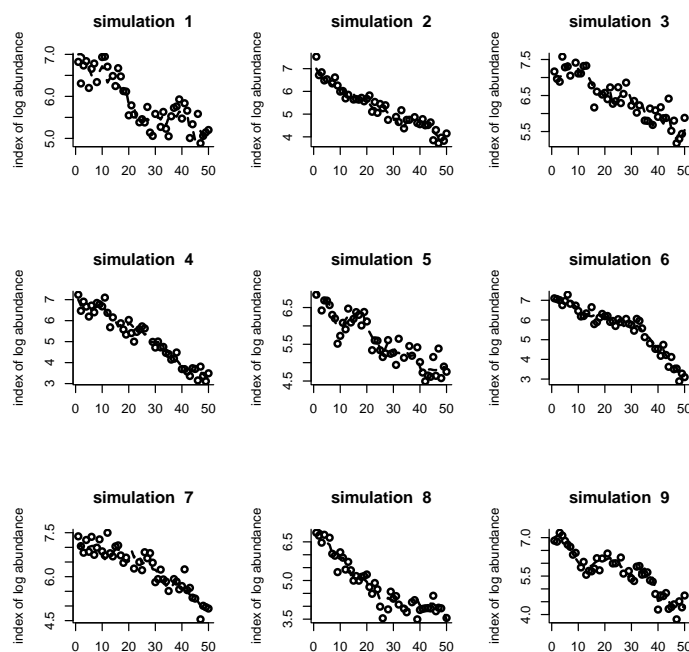 simulation 1
simulation 2
simulation 3
index of log abundance
5.0
6.0
7.0
0 10 20 30 40 50
index of log abundance
4
5
6
7
0 10 20 30 40 50
index of log abundance
5.5
6.5
7.5
0 10 20 30 40 50
simulation 4
simulation 5
simulation 6
index of log abundance
3
4
5
6
7
0 10 20 30 40 50
index of log abundance
4.5
5.5
6.5
0 10 20 30 40 50
index of log abundance
3
4
5
6
7
0 10 20 30 40 50
simulation 7
simulation 8
simulation 9
index of log abundance
4.5
6.0
7.5
0 10 20 30 40 50
index of log abundance
3.5
5.0
6.5
0 10 20 30 40 50
index of log abundance
4.0
5.5
7.0
0 10 20 30 40 50